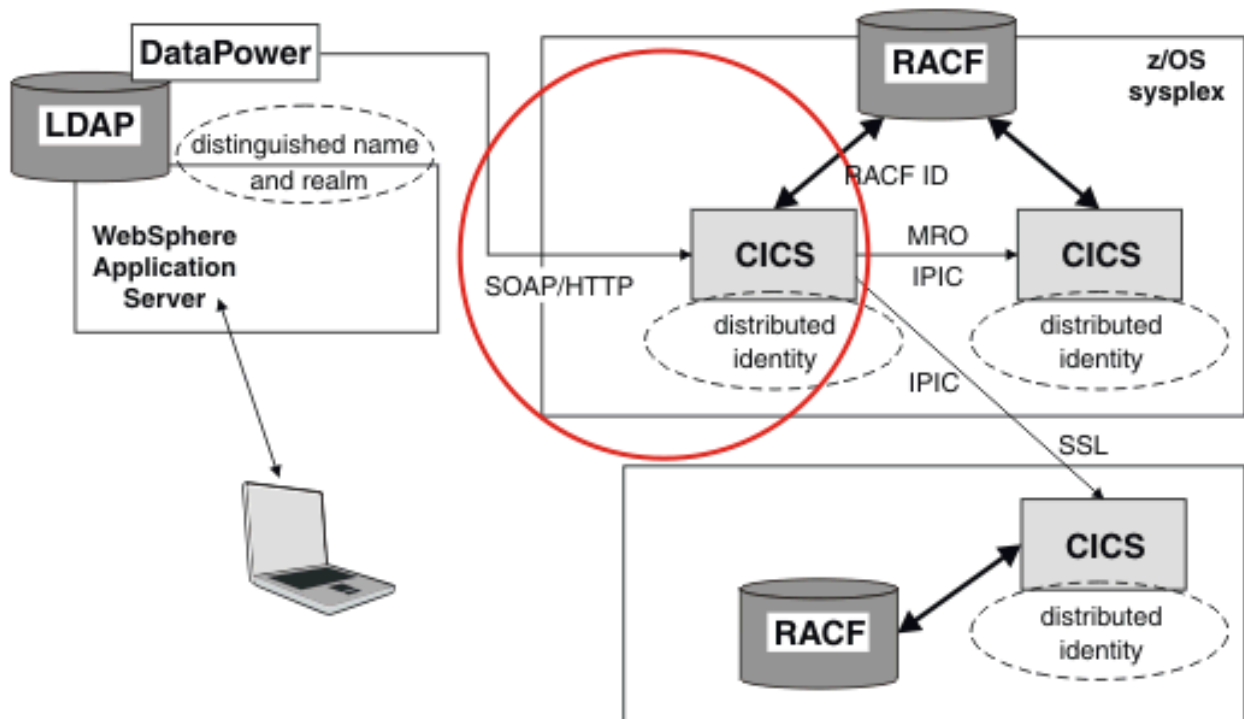 DataPower
LDAP
distinguished name
and realm
WebSphere
Application
Server
RACF
z/OS
sysplex
RACF ID
SOAP/HTTP
CICS
MRO
IPIC
CICS
distributed
identity
distributed
identity
IPIC
SSL
CICS
distributed
identity
RACF